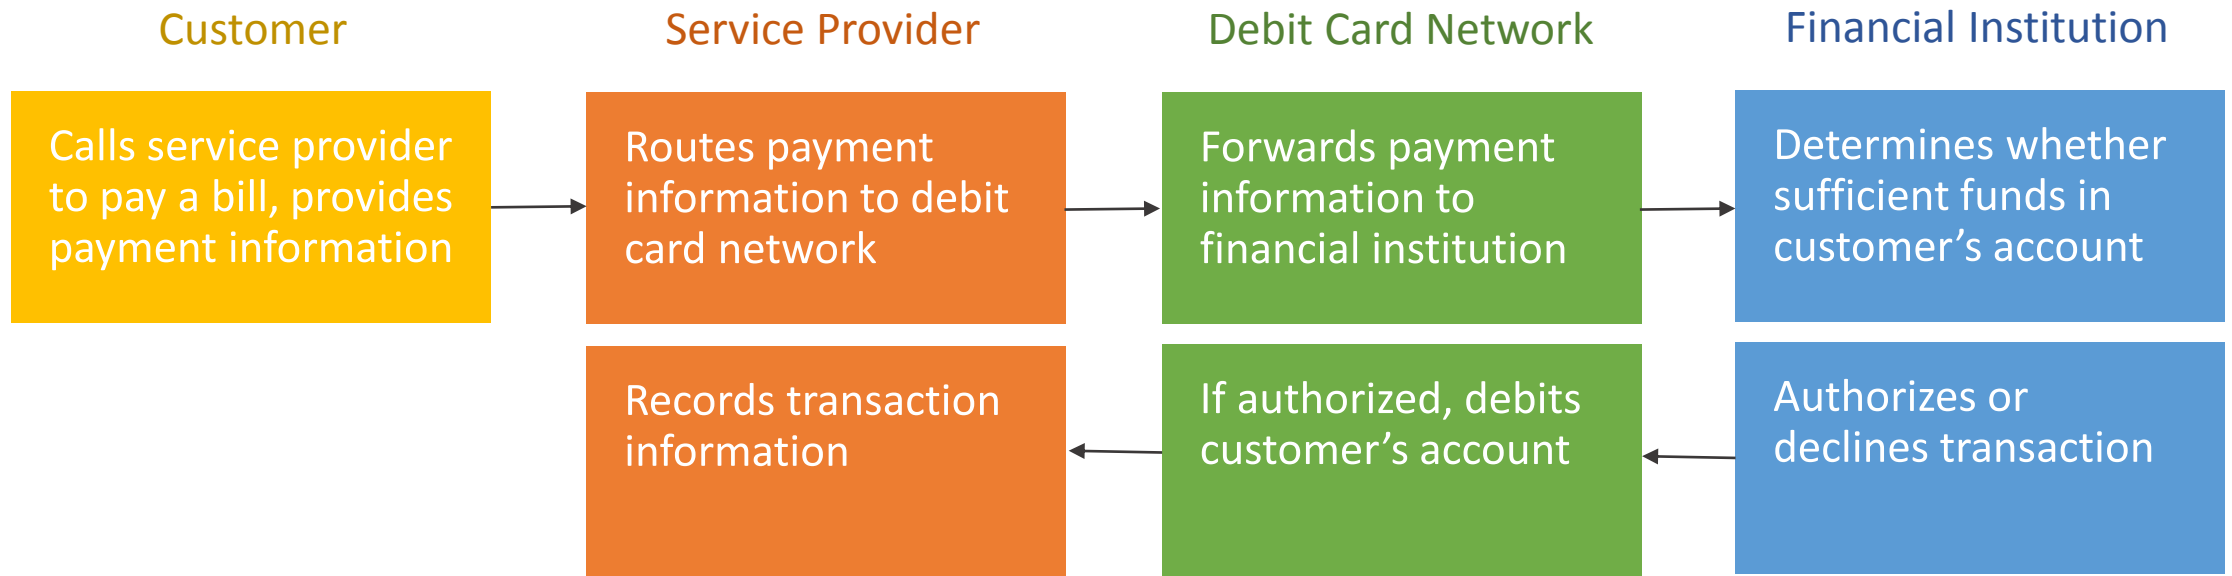 Customer
Service Provider
Debit Card Network
Financial Institution
Calls service provider
to pay a bill, provides
payment information
Routes payment
information to debit
card network
Forwards payment
information to
financial institution
Determines whether
sufficient funds in
customer’s account
Records transaction
information
If authorized, debits
customer’s account
Authorizes or
declines transaction